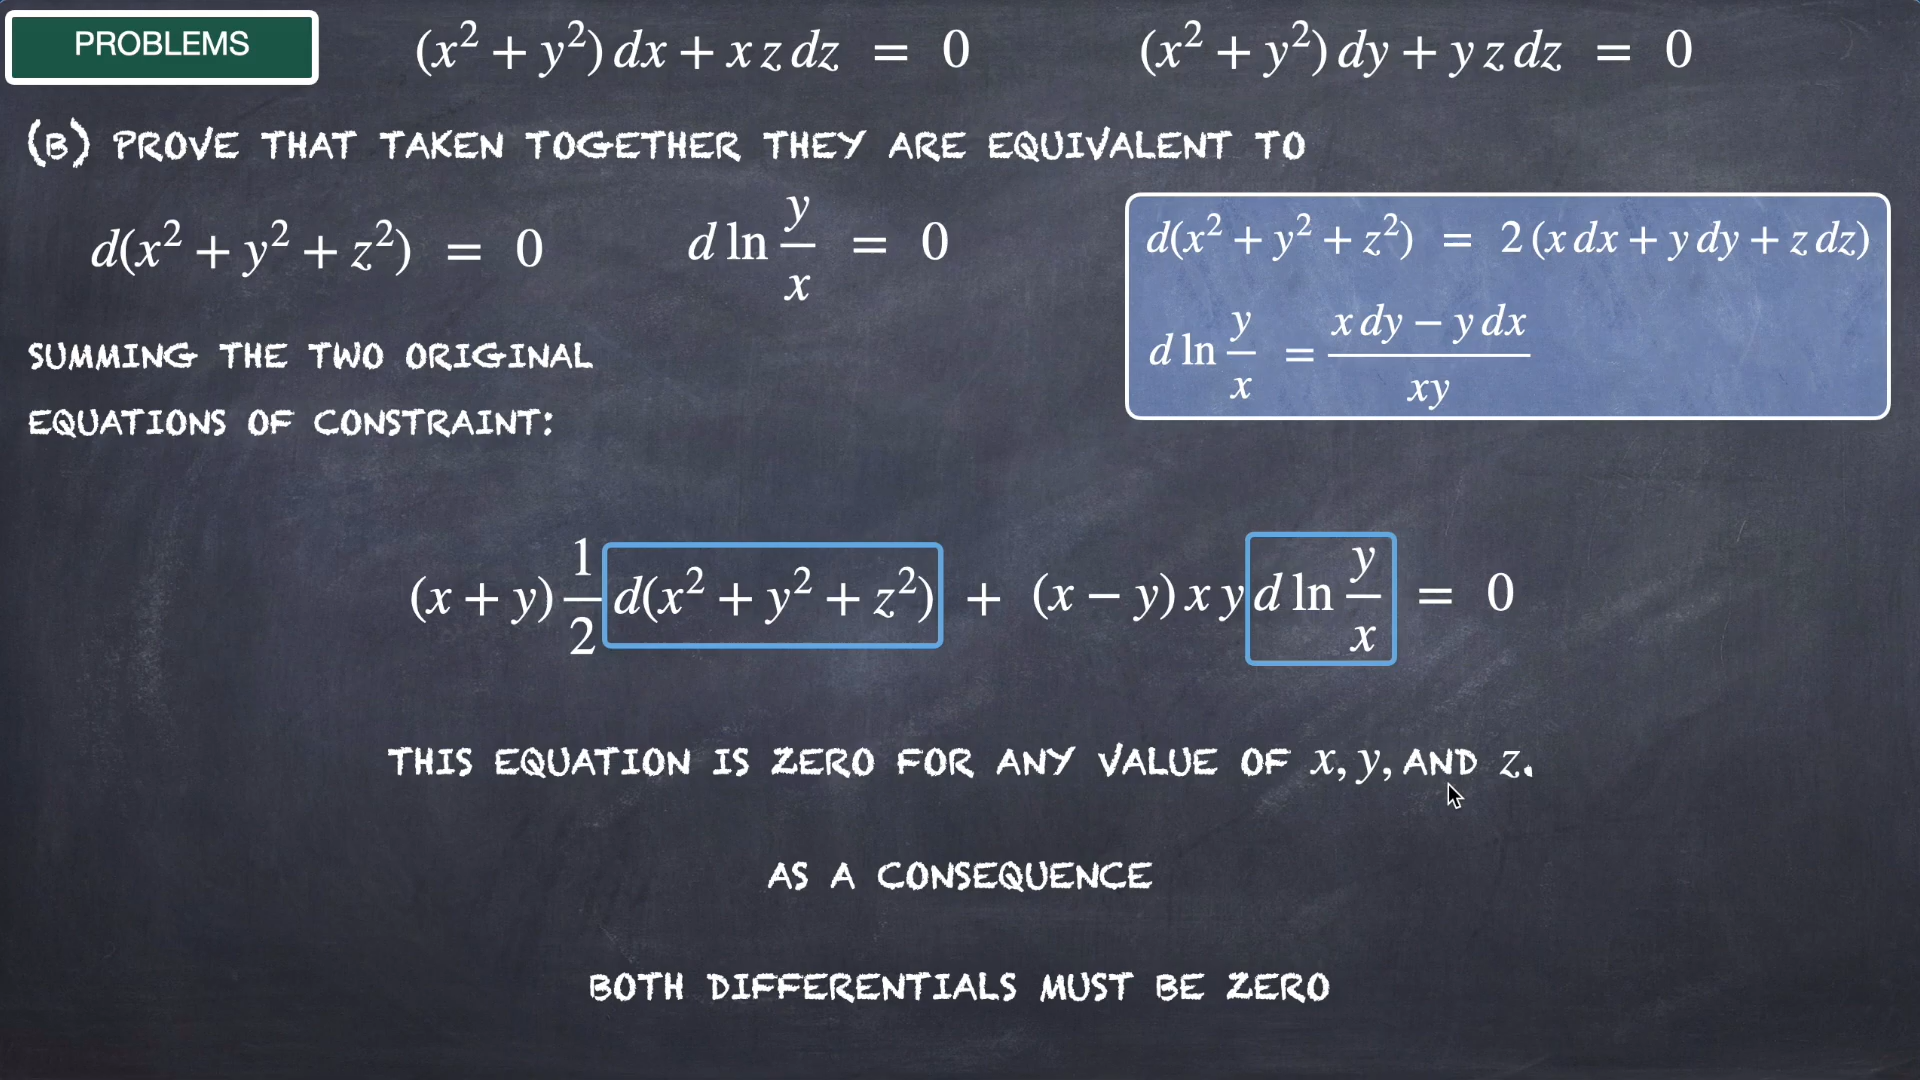 PROBLEMS
(x² + y²) dx + x z dz = 0
(x² + y²) dy + y z dz = 0
(B) PROVE THAT TAKEN TOGETHER THEY ARE EQUIVALENT TO
d(x² + y² + z²) = 0
d ln y/x = 0
d(x² + y² + z²) = 2 (x dx + y dy + z dz)
d ln y/x = (x dy − y dx)/(xy)
SUMMING THE TWO ORIGINAL
EQUATIONS OF CONSTRAINT:
(x + y) 1/2 d(x² + y² + z²) + (x − y) x y d ln y/x = 0
THIS EQUATION IS ZERO FOR ANY VALUE OF x, y, AND z.
AS A CONSEQUENCE
BOTH DIFFERENTIALS MUST BE ZERO